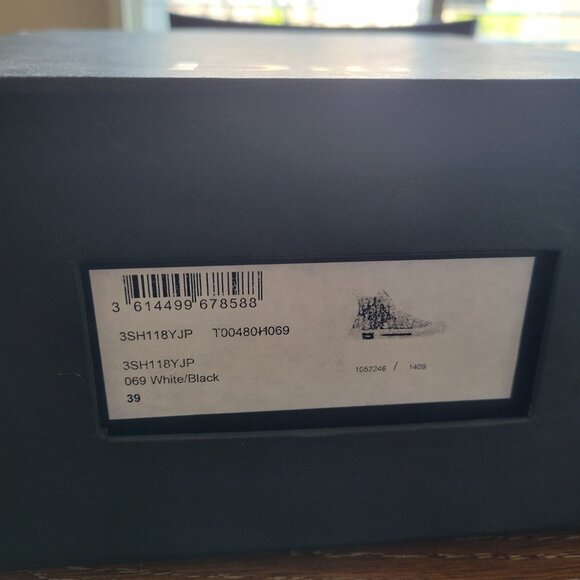 3 614499 678588
3SH118YJP T00480H069
3SH118YJP
069 White/Black
39
1052246 / 1409